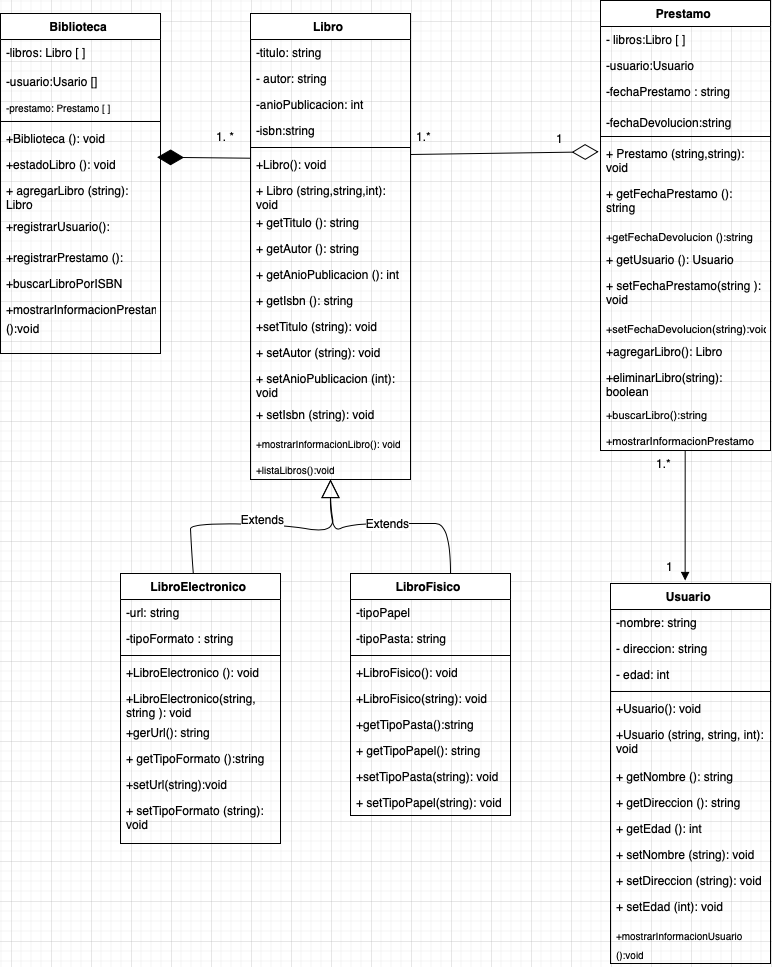 Biblioteca
-libros: Libro [ ]
-usuario:Usario []
-prestamo: Prestamo [ ]
+Biblioteca (): void
+estadoLibro (): void
+ agregarLibro (string):
Libro
+registrarUsuario():
+registrarPrestamo ():
+buscarLibroPorISBN
+mostrarInformacionPrestan
():void
1. *
Libro
-titulo: string
- autor: string
-anioPublicacion: int
-isbn:string
+Libro(): void
+ Libro (string,string,int):
void
+ getTitulo (): string
+ getAutor (): string
+ getAnioPublicacion (): int
+ getIsbn (): string
+setTitulo (string): void
+ setAutor (string): void
+ setAnioPublicacion (int):
void
+ setIsbn (string): void
+mostrarInformacionLibro(): void
+listaLibros():void
1.*
1
Prestamo
- libros:Libro [ ]
-usuario:Usuario
-fechaPrestamo : string
-fechaDevolucion:string
+ Prestamo (string,string):
void
+ getFechaPrestamo ():
string
+getFechaDevolucion ():string
+ getUsuario (): Usuario
+ setFechaPrestamo(string ):
void
+setFechaDevolucion(string):voic
+agregarLibro(): Libro
+eliminarLibro(string):
boolean
+buscarLibro():string
+mostrarInformacionPrestamo
1.*
1
Extends
Extends
LibroElectronico
-url: string
-tipoFormato : string
+LibroElectronico (): void
+LibroElectronico(string,
string ): void
+gerUrl(): string
+ getTipoFormato ():string
+setUrl(string):void
+ setTipoFormato (string):
void
LibroFisico
-tipoPapel
-tipoPasta: string
+LibroFisico(): void
+LibroFisico(string): void
+getTipoPasta():string
+ getTipoPapel(): string
+setTipoPasta(string): void
+ setTipoPapel(string): void
Usuario
-nombre: string
- direccion: string
- edad: int
+Usuario(): void
+Usuario (string, string, int):
void
+ getNombre (): string
+ getDireccion (): string
+ getEdad (): int
+ setNombre (string): void
+ setDireccion (string): void
+ setEdad (int): void
+mostrarInformacionUsuario
():void